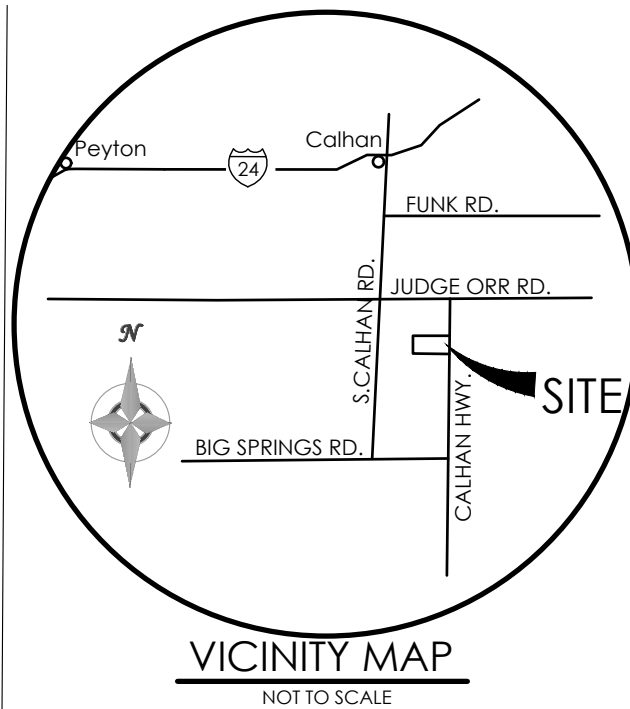 Peyton
Calhan
24
FUNK RD.
S.CALHAN RD.
JUDGE ORR RD.
N
SITE
CALHAN HWY.
BIG SPRINGS RD.
VICINITY MAP
NOT TO SCALE